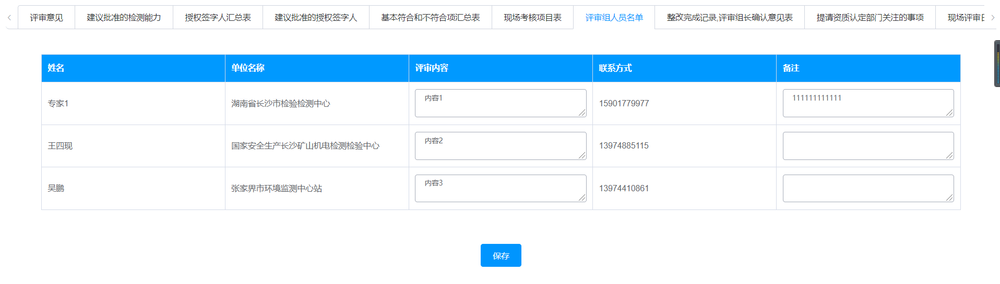 评审意见
建议批准的检测能力
授权签字人汇总表
建议批准的授权签字人
基本符合和不符合项汇总表
现场考核项目表
评审组人员名单
整改完成记录,评审组长确认意见表
提请资质认定部门关注的事项
现场评审
姓名 单位名称 评审内容 联系方式 备注
专家1 湖南省长沙市检验检测中心 内容1 15901779977 111111111111
王四现 国家安全生产长沙矿山机电检测检验中心 内容2 13974885115
吴鹏 张家界市环境监测中心站 内容3 13974410861
保存